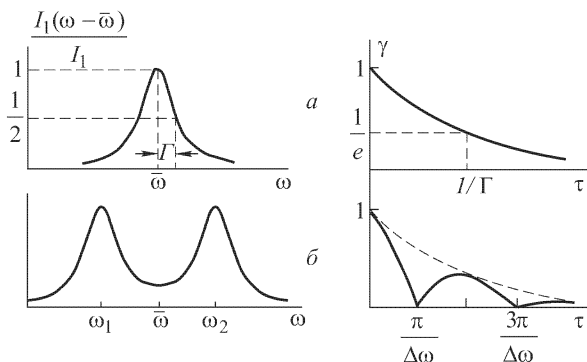 I₁(ω − ω̄)
I₁
1
1
2
Γ
ω̄
ω
а
γ
1
1
e
1/Γ
τ
ω₁
ω̄
ω₂
ω
б
1
π
Δω
3π
Δω
τ